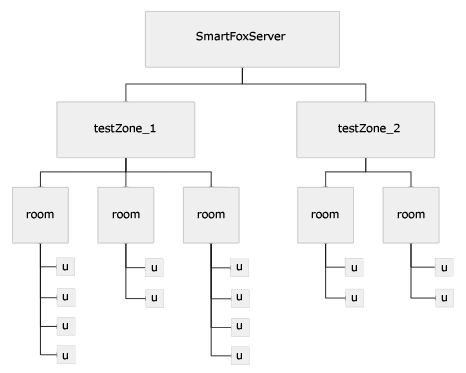 SmartFoxServer
testZone_1 testZone_2
room room room room room
u u u u u
u u u u u
u u
u u